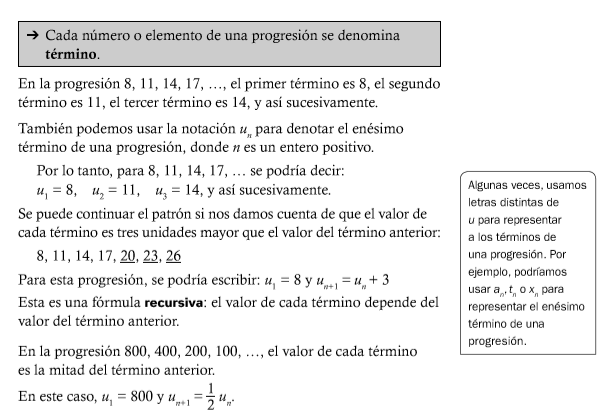 → Cada número o elemento de una progresión se denomina
término.
En la progresión 8, 11, 14, 17, …, el primer término es 8, el segundo
término es 11, el tercer término es 14, y así sucesivamente.
También podemos usar la notación uₙ para denotar el enésimo
término de una progresión, donde n es un entero positivo.
Por lo tanto, para 8, 11, 14, 17, … se podría decir:
u₁ = 8, u₂ = 11, u₃ = 14, y así sucesivamente.
Se puede continuar el patrón si nos damos cuenta de que el valor de
cada término es tres unidades mayor que el valor del término anterior:
8, 11, 14, 17, 20, 23, 26
Para esta progresión, se podría escribir: u₁ = 8 y uₙ₊₁ = uₙ + 3
Esta es una fórmula recursiva: el valor de cada término depende del
valor del término anterior.
En la progresión 800, 400, 200, 100, …, el valor de cada término
es la mitad del término anterior.
En este caso, u₁ = 800 y uₙ₊₁ = 1/2 uₙ.
Algunas veces, usamos
letras distintas de
u para representar
a los términos de
una progresión. Por
ejemplo, podríamos
usar aₙ, tₙ o xₙ para
representar el enésimo
término de una
progresión.